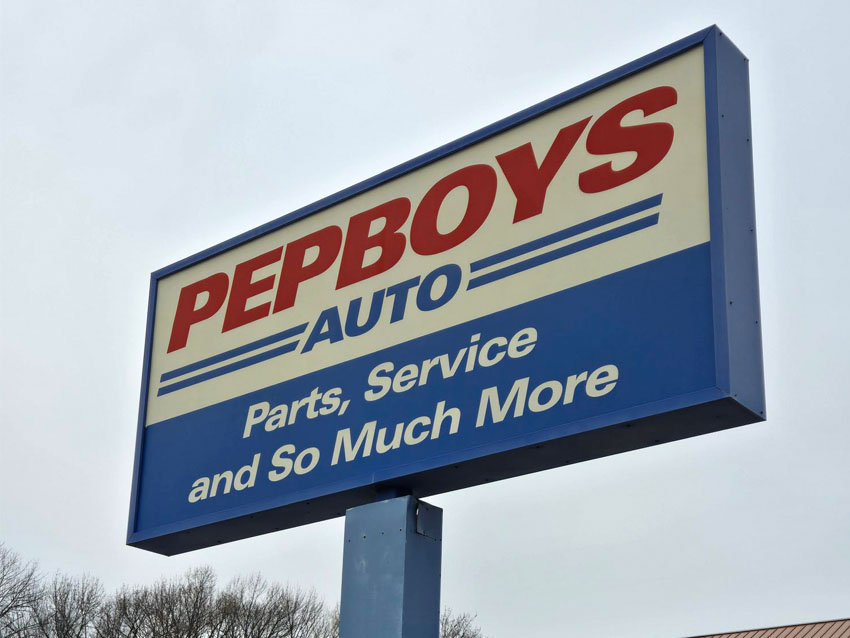 PEPBOYS
AUTO
Parts, Service
and So Much More